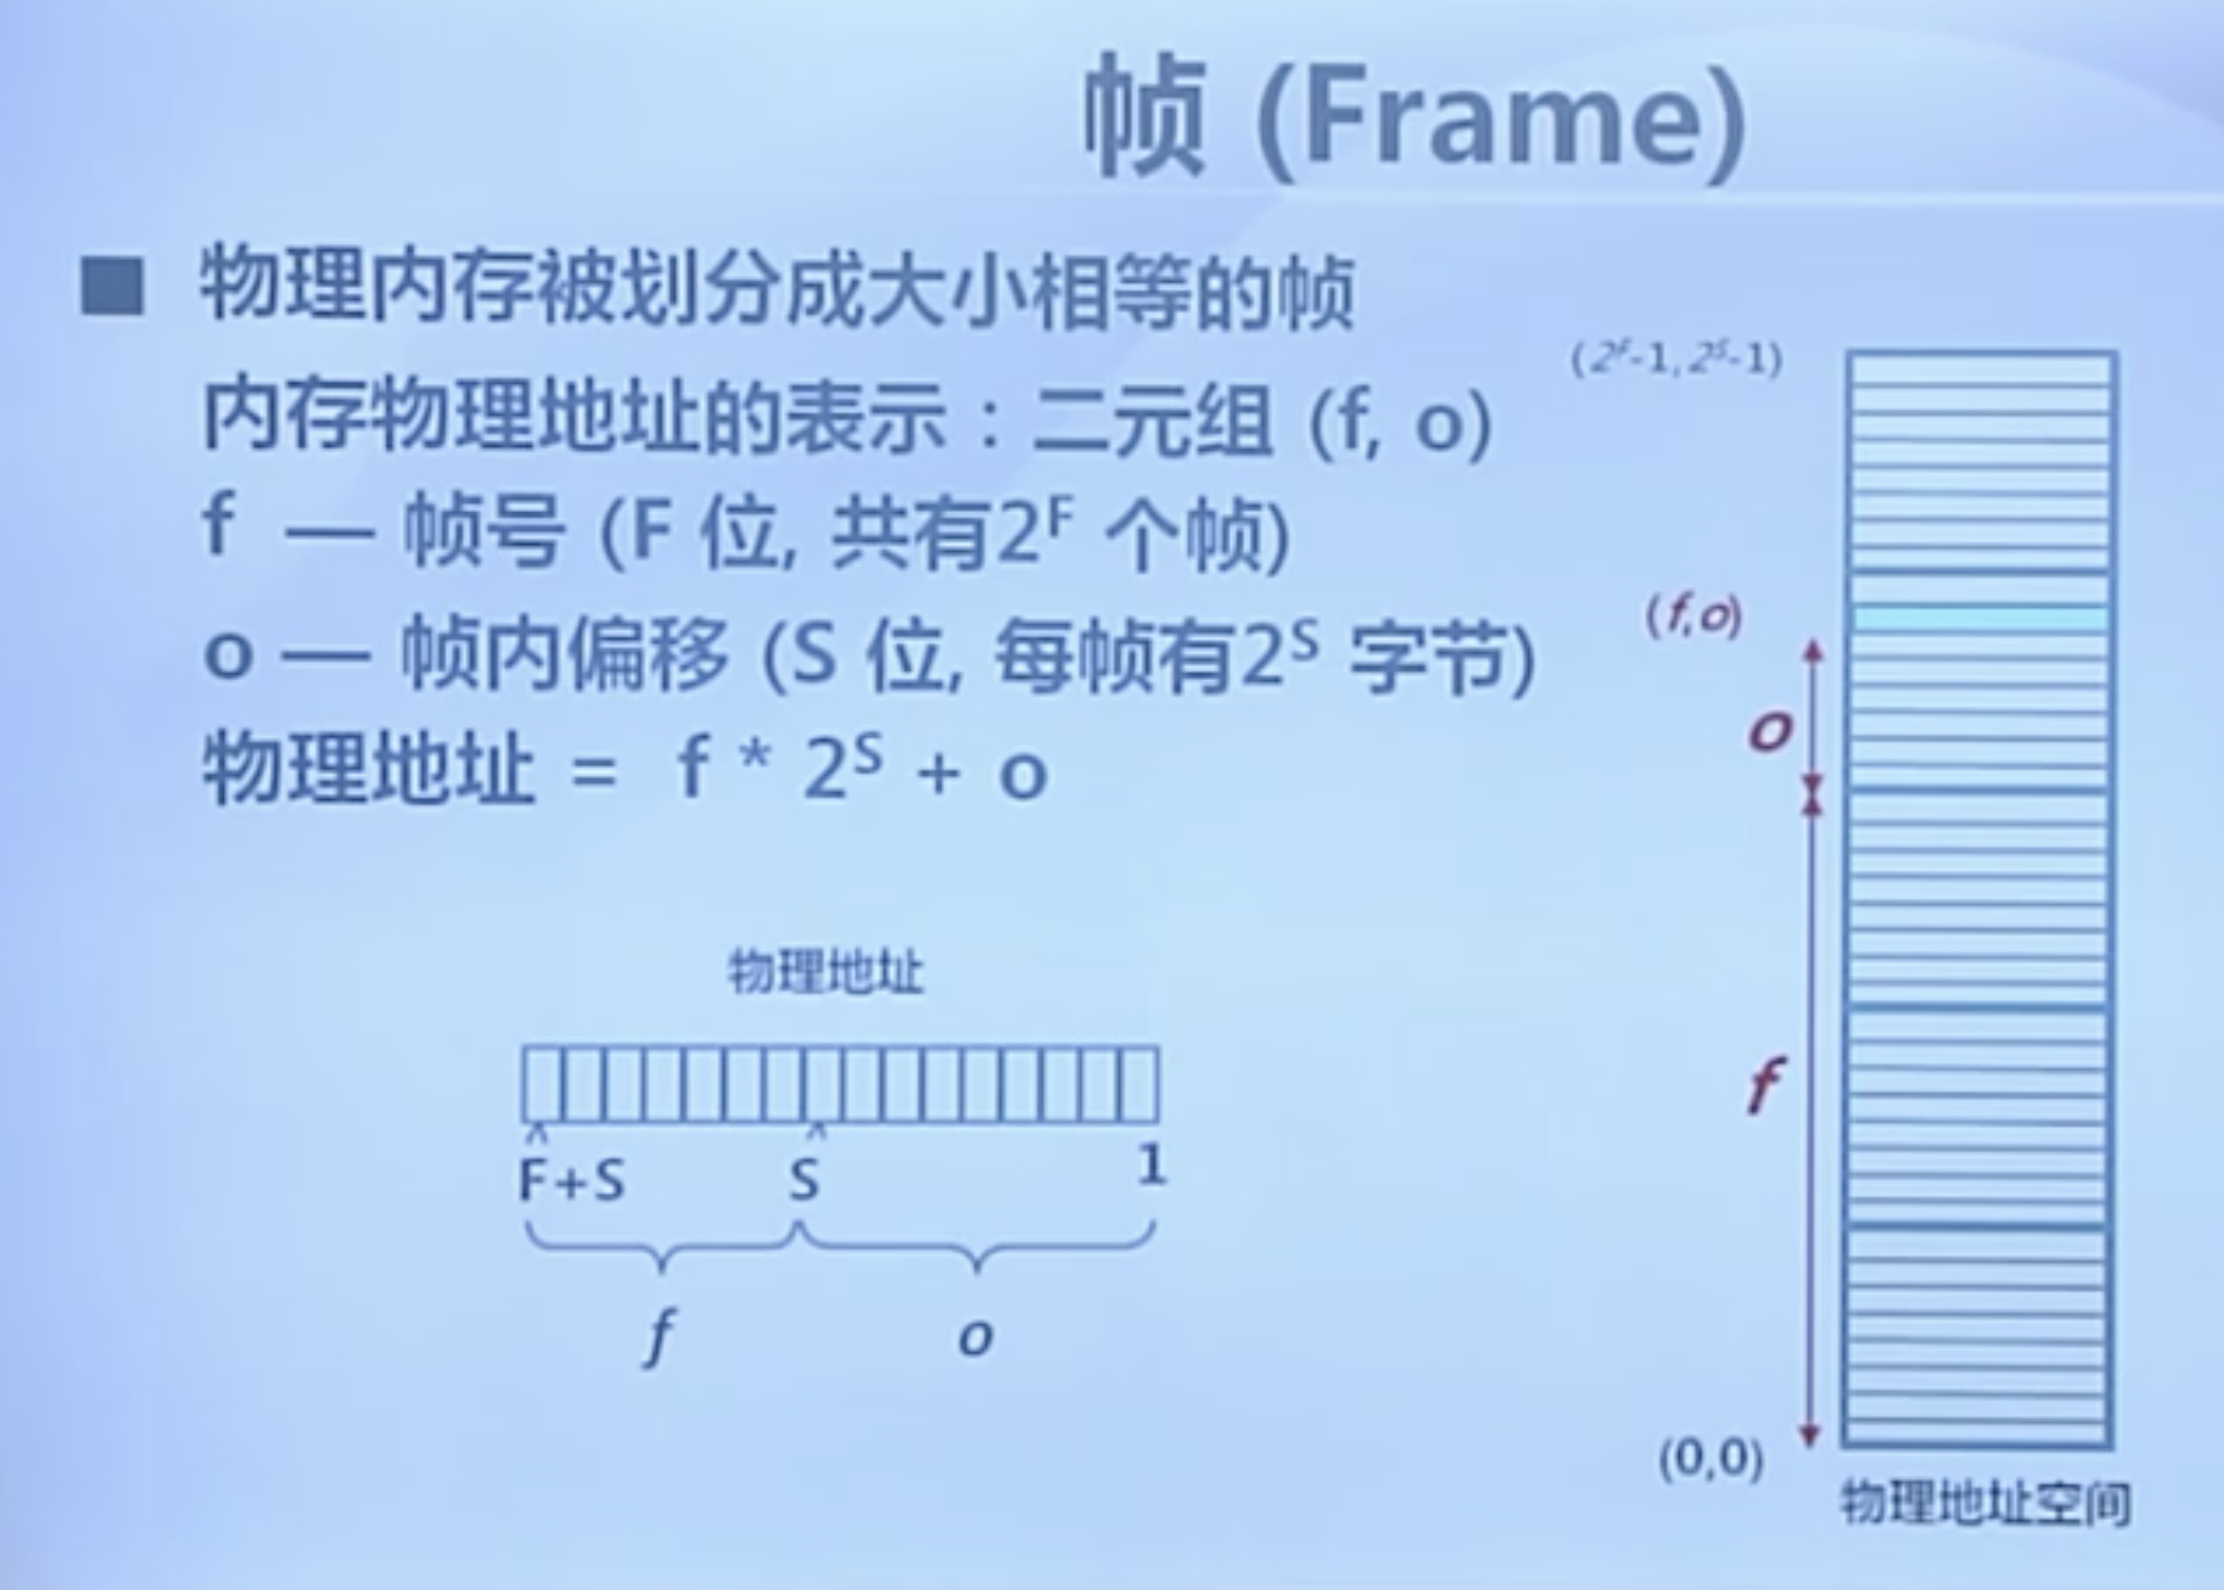 帧 (Frame)
■ 物理内存被划分成大小相等的帧
内存物理地址的表示：二元组 (f, o)
f — 帧号 (F 位, 共有2^F 个帧)
o — 帧内偏移 (S 位, 每帧有2^S 字节)
物理地址 = f * 2^S + o
物理地址
F+S S 1
f o
(2^F-1, 2^S-1)
(f,o)
o
f
(0,0)
物理地址空间